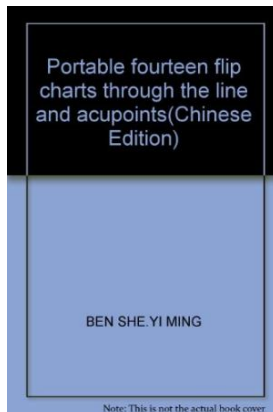 Portable fourteen flip
charts through the line
and acupoints(Chinese
Edition)
BEN SHE.YI MING
Note: This is not the actual book cover